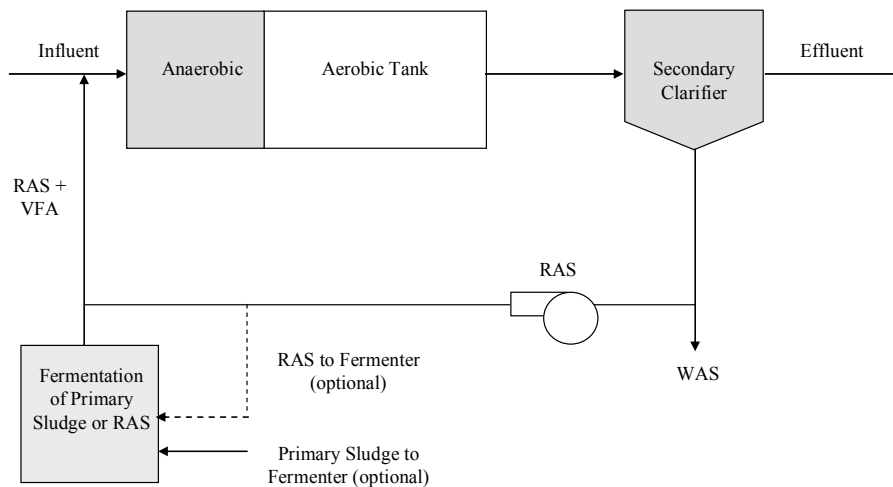 Influent
Anaerobic
Aerobic Tank
Secondary
Clarifier
Effluent
RAS +
VFA
RAS
RAS to Fermenter
(optional)
WAS
Fermentation
of Primary
Sludge or RAS
Primary Sludge to
Fermenter (optional)